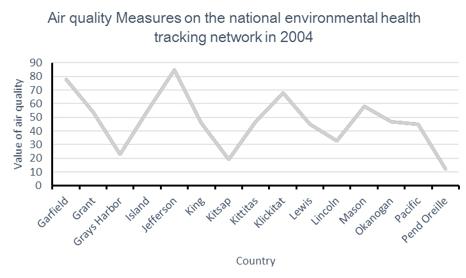 Air quality Measures on the national environmental health
tracking network in 2004
Value of air quality
90
80
70
60
50
40
30
20
10
0
Garfield
Grant
Grays Harbor
Island
Jefferson
King
Kitsap
Kittitas
Klickitat
Lewis
Lincoln
Mason
Okanogan
Pacific
Pend Oreille
Country